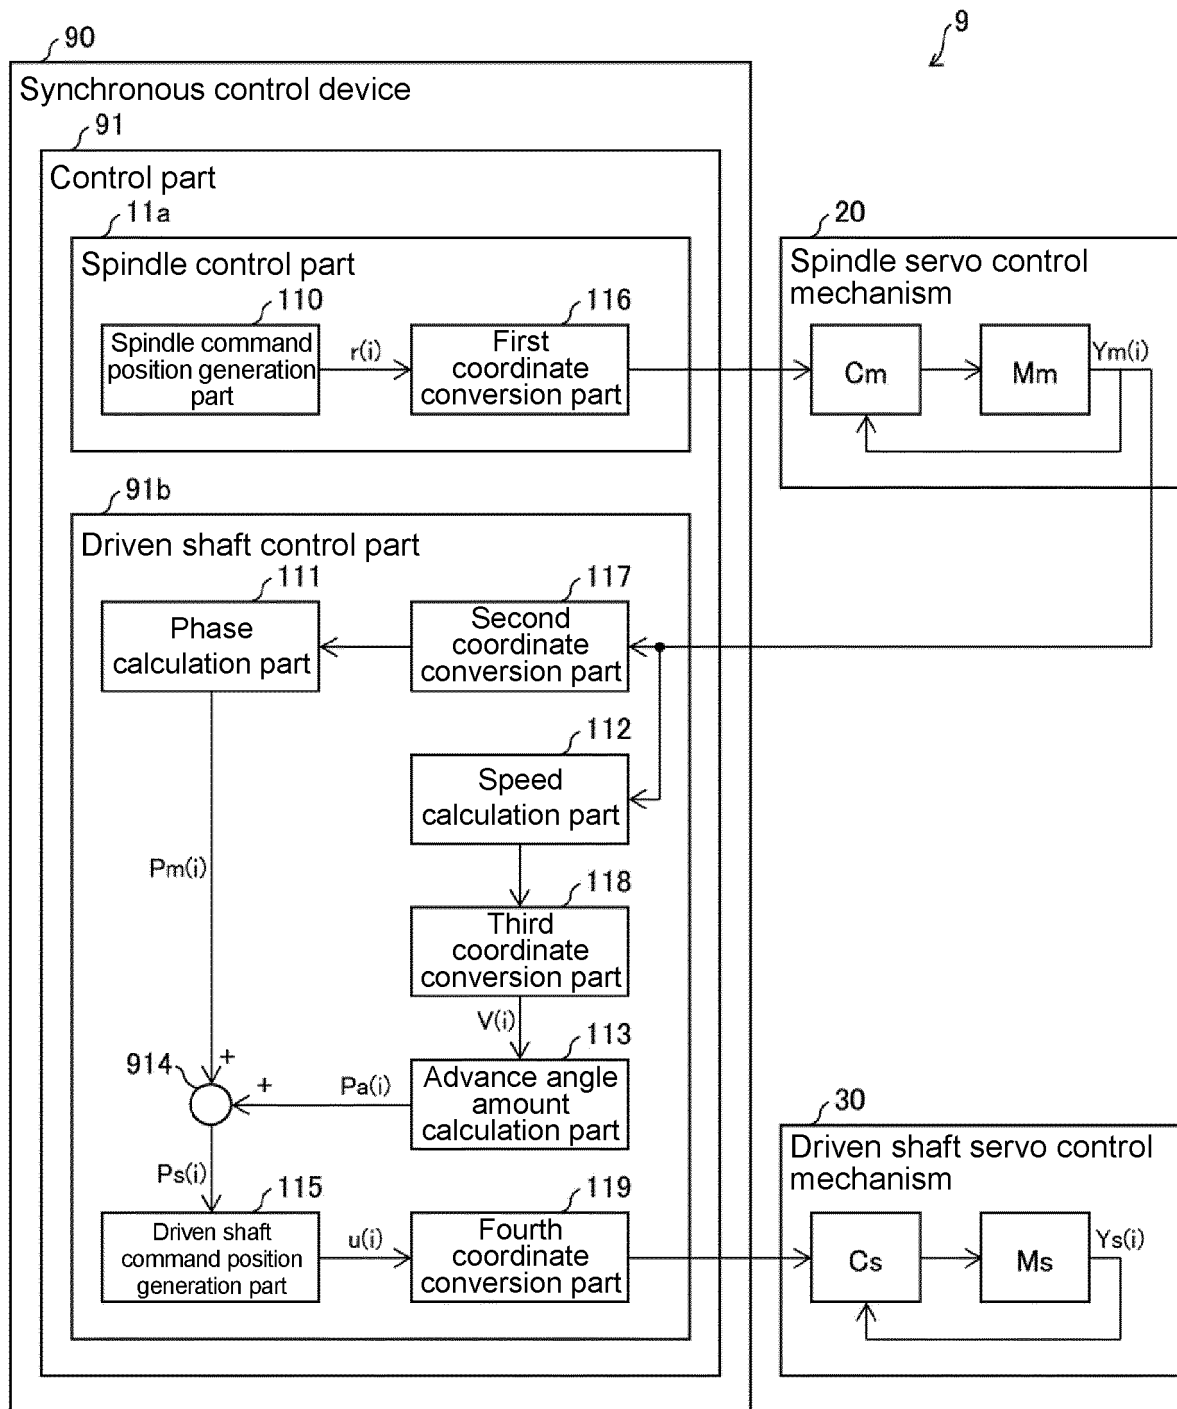 9
90
Synchronous control device
91
Control part
11a
Spindle control part
110
Spindle command
position generation
part
r(i)
116
First
coordinate
conversion part
20
Spindle servo control
mechanism
Cm
Mm
Ym(i)
91b
Driven shaft control part
111
Phase
calculation part
117
Second
coordinate
conversion part
112
Speed
calculation part
Pm(i)
118
Third
coordinate
conversion part
V(i)
113
Advance angle
amount
calculation part
914
+
+
Pa(i)
Ps(i)
115
Driven shaft
command position
generation part
u(i)
119
Fourth
coordinate
conversion part
30
Driven shaft servo control
mechanism
Cs
Ms
Ys(i)